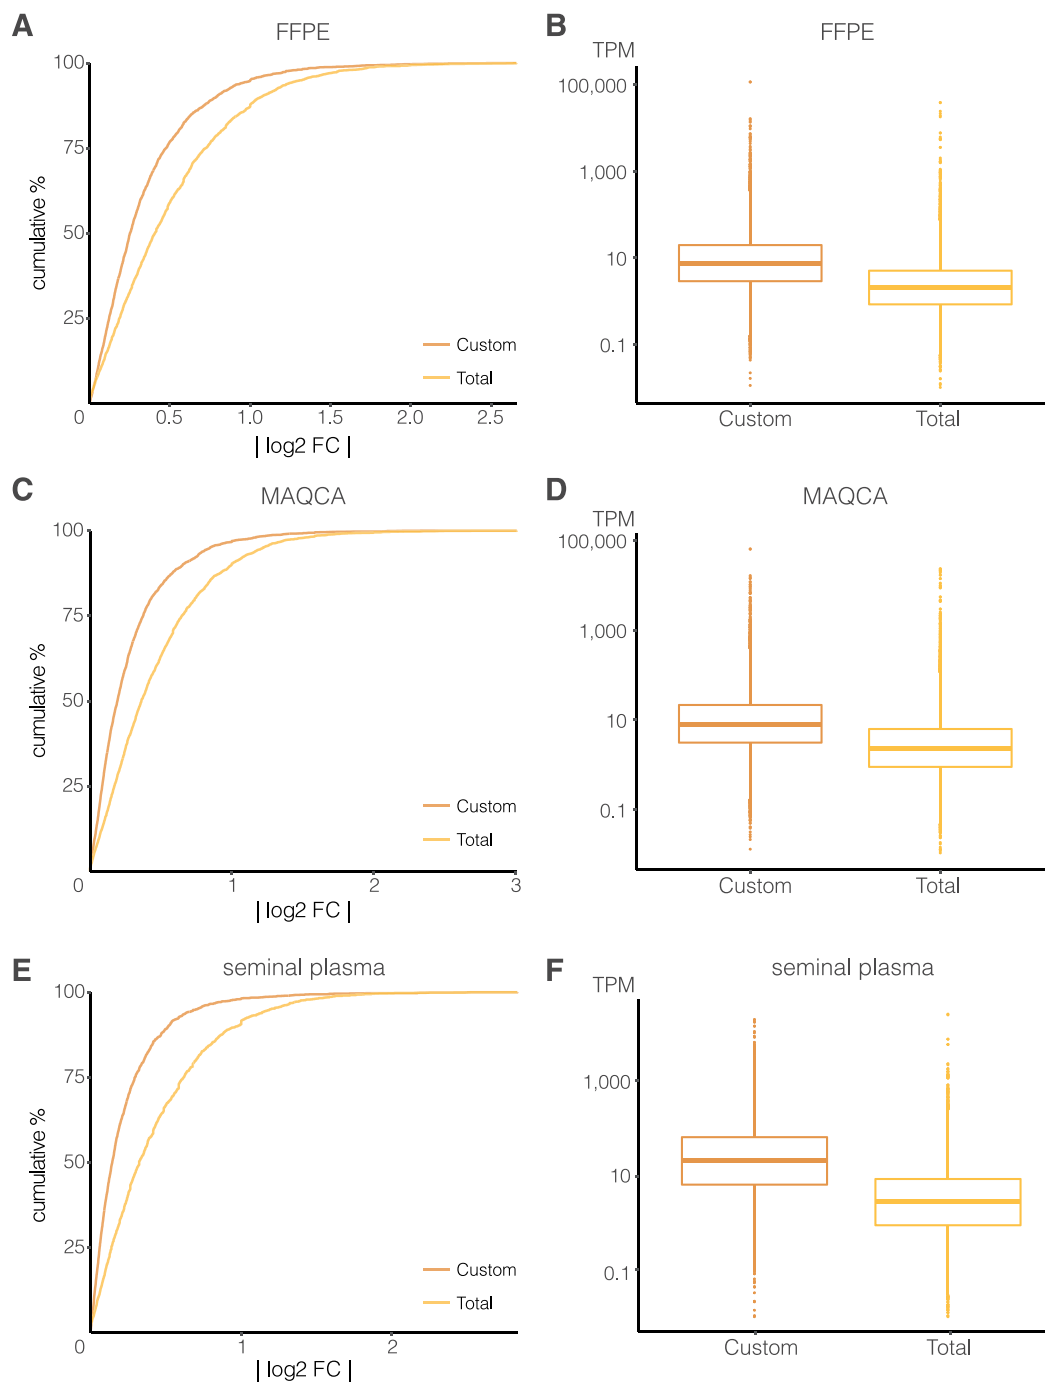 A
FFPE
100
75
50
25
0
0.5
1.0
1.5
2.0
2.5
cumulative %
| log2 FC |
Custom
Total
B
FFPE
TPM
100,000
1,000
10
0.1
Custom
Total
C
MAQCA
100
75
50
25
0
1
2
3
cumulative %
| log2 FC |
Custom
Total
D
MAQCA
TPM
100,000
1,000
10
0.1
Custom
Total
E
seminal plasma
100
75
50
25
0
1
2
cumulative %
| log2 FC |
Custom
Total
F
seminal plasma
TPM
1,000
10
0.1
Custom
Total